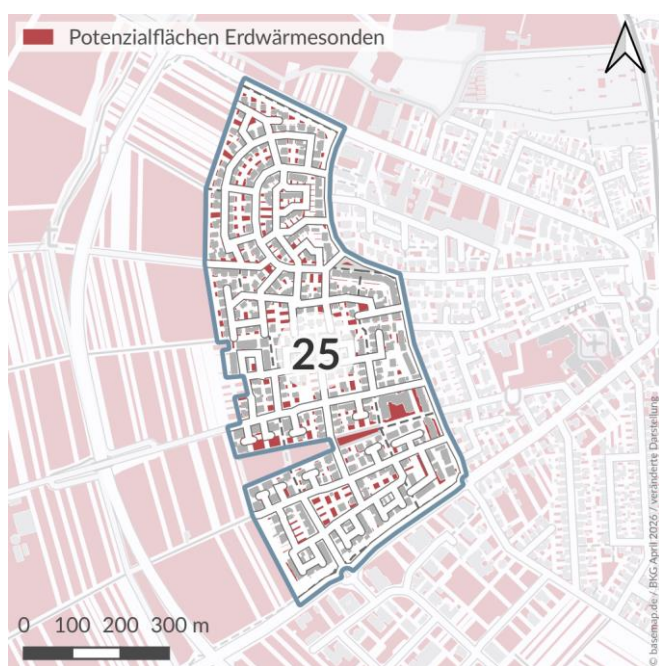 Potenzialflächen Erdwärmesonden
25
0 100 200 300 m
© basemap.de / BKG April 2026 / veränderte Darstellung